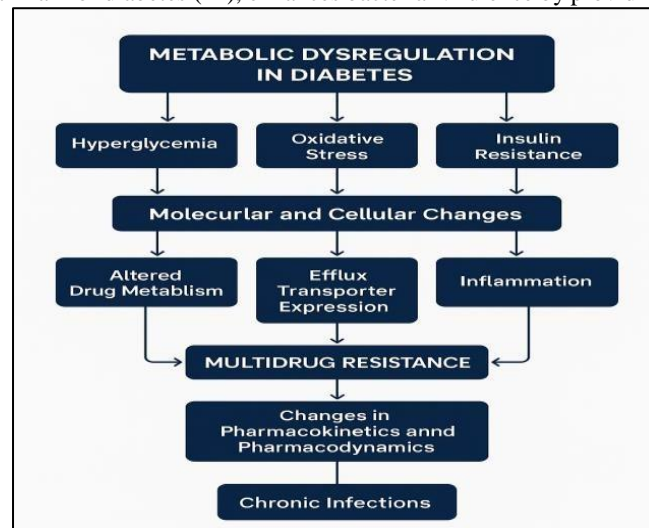 METABOLIC DYSREGULATION
IN DIABETES
Hyperglycemia
Oxidative
Stress
Insulin
Resistance
Molecurlar and Cellular Changes
Altered
Drug Metablism
Efflux
Transporter
Expression
Inflammation
MULTIDRUG RESISTANCE
Changes in
Pharmacokinetics annd
Pharmacodynamics
Chronic Infections